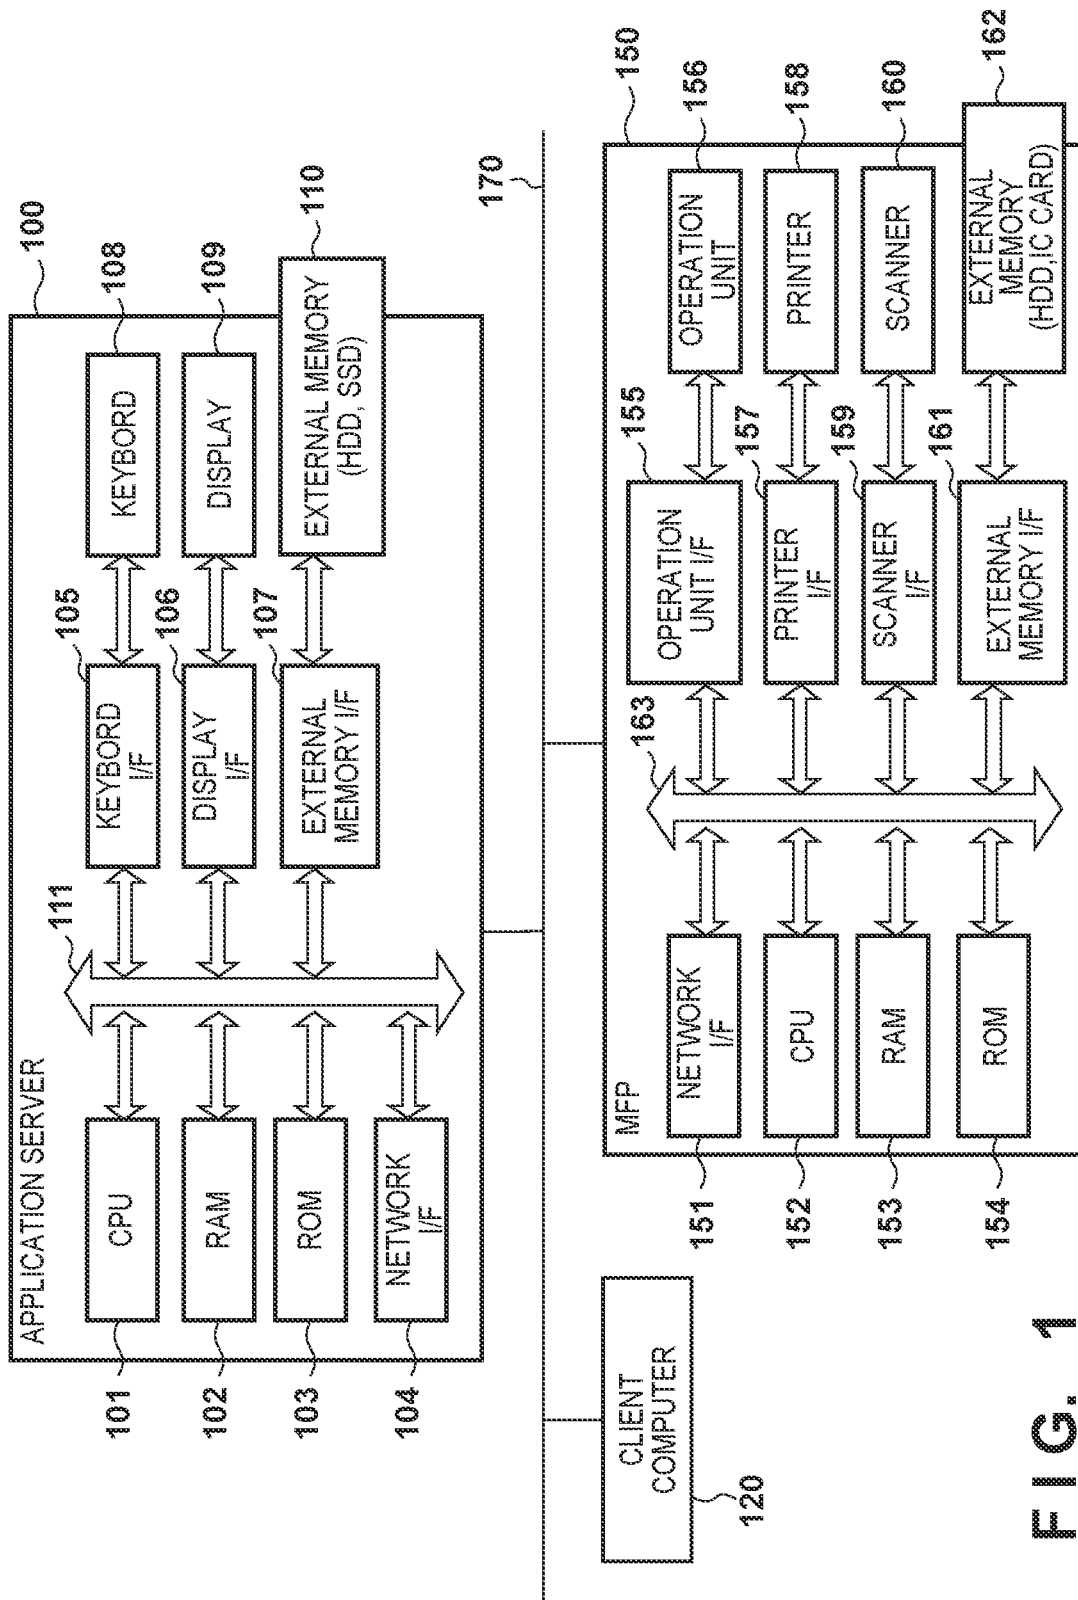 100
APPLICATION SERVER
101
CPU
102
RAM
103
ROM
104
NETWORK
I/F
111
105
KEYBORD
I/F
106
DISPLAY
I/F
107
EXTERNAL
MEMORY I/F
108
KEYBORD
109
DISPLAY
110
EXTERNAL MEMORY
(HDD, SSD)
170
120
CLIENT
COMPUTER
150
MFP
151
NETWORK
I/F
152
CPU
153
RAM
154
ROM
163
155
OPERATION
UNIT I/F
157
PRINTER
I/F
159
SCANNER
I/F
161
EXTERNAL
MEMORY I/F
156
OPERATION
UNIT
158
PRINTER
160
SCANNER
162
EXTERNAL
MEMORY
(HDD,IC CARD)
FIG. 1